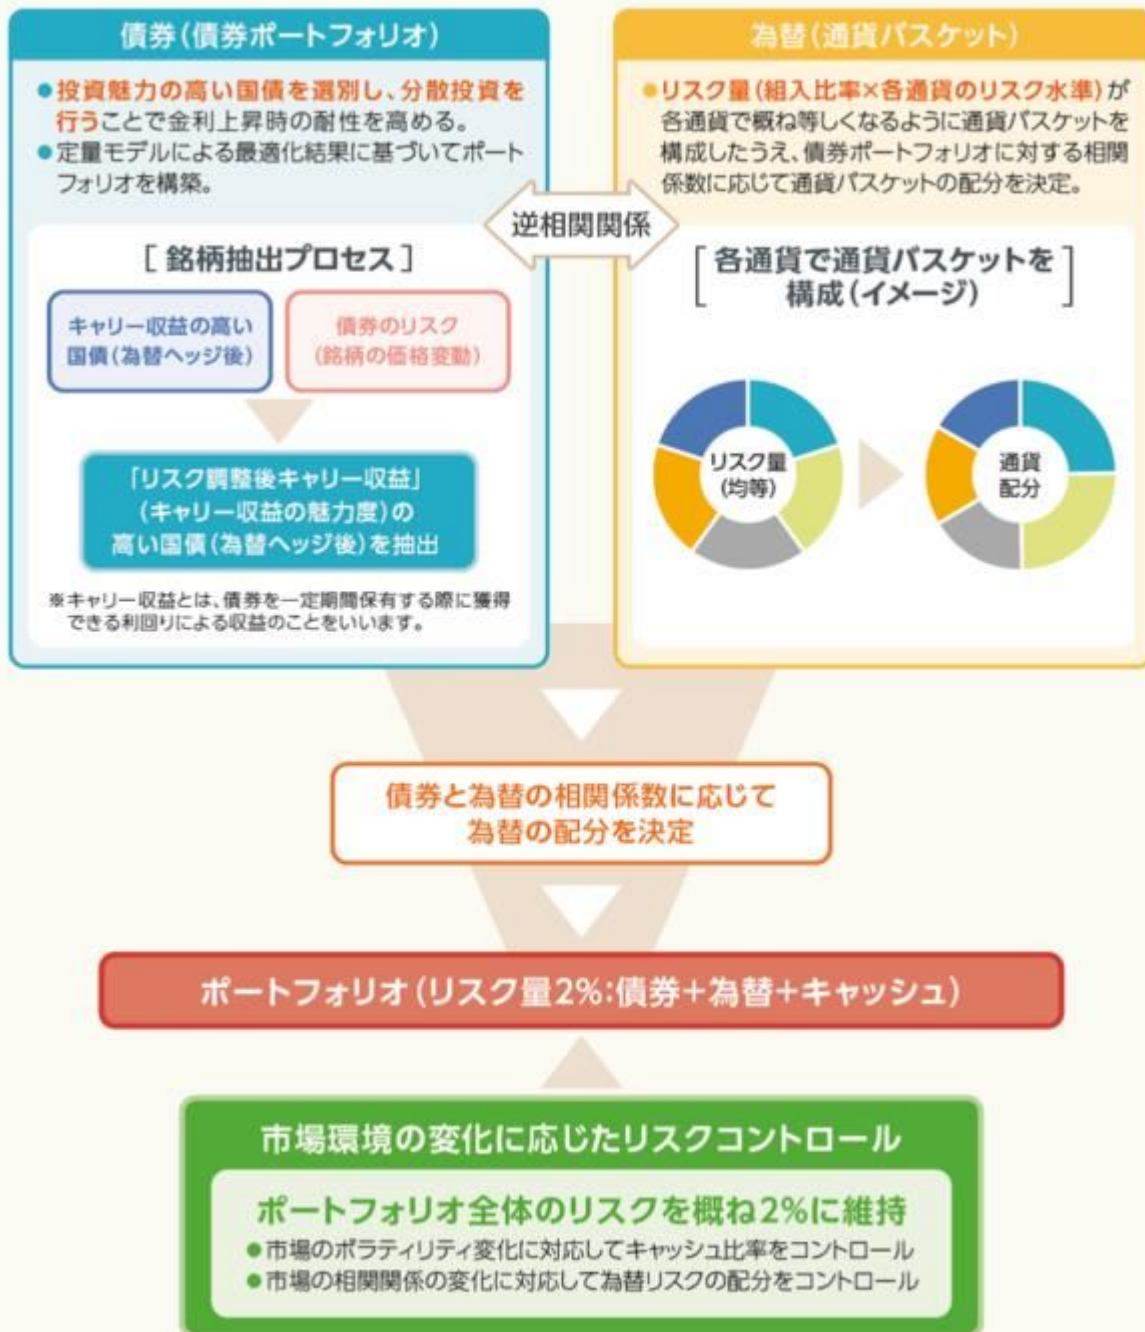 債券(債券ポートフォリオ)
●投資魅力の高い国債を選別し、分散投資を
行うことで金利上昇時の耐性を高める。
●定量モデルによる最適化結果に基づいてポート
フォリオを構築。
[銘柄抽出プロセス]
キャリー収益の高い
国債(為替ヘッジ後)
債券のリスク
(銘柄の価格変動)
「リスク調整後キャリー収益」
(キャリー収益の魅力度)の
高い国債(為替ヘッジ後)を抽出
※キャリー収益とは、債券を一定期間保有する際に獲得
できる利回りによる収益のことをいいます。
逆相関関係
為替(通貨バスケット)
●リスク量(組入比率×各通貨のリスク水準)が
各通貨で概ね等しくなるように通貨バスケットを
構成したうえ、債券ポートフォリオに対する相関
係数に応じて通貨バスケットの配分を決定。
[各通貨で通貨バスケットを
構成(イメージ)]
リスク量
(均等)
通貨
配分
債券と為替の相関係数に応じて
為替の配分を決定
ポートフォリオ(リスク量2%:債券+為替+キャッシュ)
市場環境の変化に応じたリスクコントロール
ポートフォリオ全体のリスクを概ね2%に維持
●市場のボラティリティ変化に対応してキャッシュ比率をコントロール
●市場の相関関係の変化に対応して為替リスクの配分をコントロール